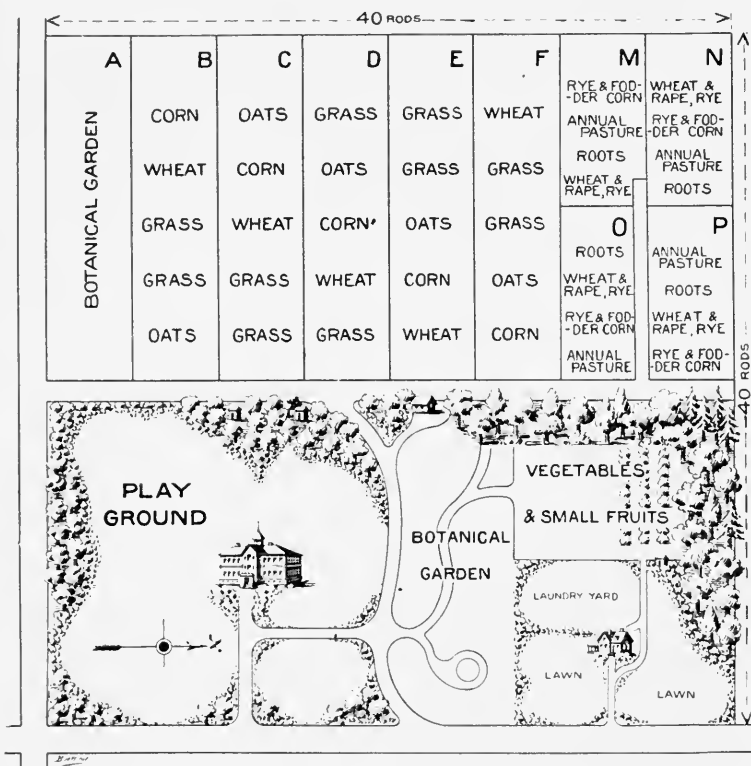 40 RODS
A
BOTANICAL GARDEN
B
CORN
WHEAT
GRASS
GRASS
OATS
C
OATS
CORN
WHEAT
GRASS
GRASS
D
GRASS
OATS
CORN
WHEAT
GRASS
E
GRASS
GRASS
OATS
CORN
WHEAT
F
WHEAT
GRASS
GRASS
OATS
CORN
M
RYE & FOD-
-DER CORN
ANNUAL
PASTURE
ROOTS
WHEAT &
RAPE, RYE
N
WHEAT &
RAPE, RYE
RYE & FOD-
-DER CORN
ANNUAL
PASTURE
ROOTS
O
ROOTS
WHEAT &
RAPE, RYE
RYE & FOD-
-DER CORN
ANNUAL
PASTURE
P
ANNUAL
PASTURE
ROOTS
WHEAT &
RAPE, RYE
RYE & FOD-
-DER CORN
40 RODS
PLAY
GROUND
BOTANICAL
GARDEN
VEGETABLES
& SMALL FRUITS
LAUNDRY YARD
LAWN
LAWN